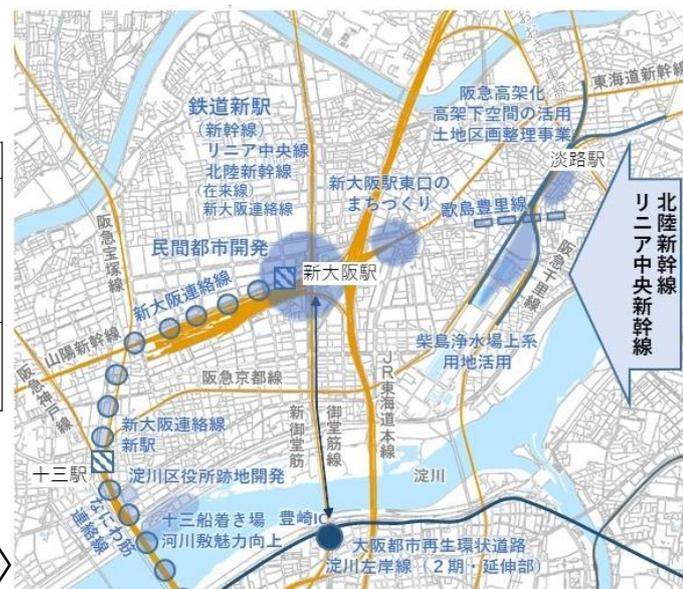 東海道新幹線
阪急高架化
高架下空間の活用
土地区画整理事業
鉄道新駅
(新幹線)
リニア中央線
北陸新幹線
(在来線)
新大阪連絡線
淡路駅
新大阪駅東口の
まちづくり
歌島豊里線
北陸新幹線
リニア中央新幹線
阪急宝塚線
民間都市開発
新大阪駅
阪急千里線
新大阪連絡線
山陽新幹線
柴島浄水場上系
用地活用
阪急神戸線
阪急京都線
JR東海道本線
新大阪連絡線
新駅
新御堂筋
御堂筋線
十三駅
淀川区役所跡地開発
淀川
なにわ筋
連絡線
十三船着き場
河川敷魅力向上
豊崎IC
大阪都市再生環状道路
淀川左岸線(2期・延伸部)